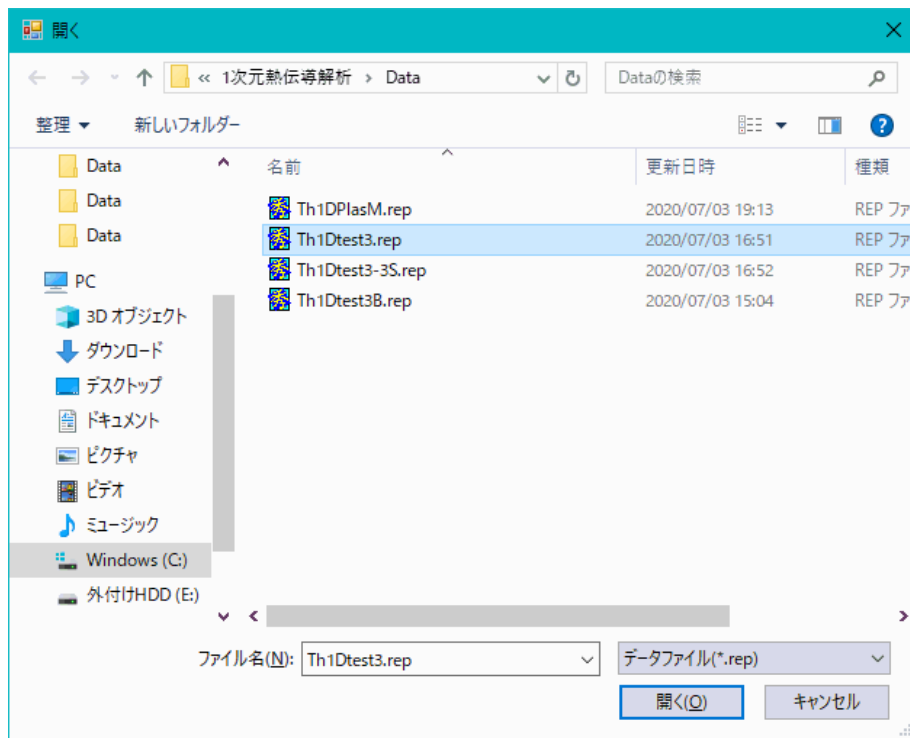 開く
« 1次元熱伝導解析 › Data
Dataの検索
整理
新しいフォルダー
名前
更新日時
種類
Data
Data
Data
PC
3D オブジェクト
ダウンロード
デスクトップ
ドキュメント
ピクチャ
ビデオ
ミュージック
Windows (C:)
外付けHDD (E:)
Th1DPlasM.rep 2020/07/03 19:13 REP ファ
Th1Dtest3.rep 2020/07/03 16:51 REP ファ
Th1Dtest3-3S.rep 2020/07/03 16:52 REP ファ
Th1Dtest3B.rep 2020/07/03 15:04 REP ファ
ファイル名(N): Th1Dtest3.rep
データファイル(*.rep)
開く(O)
キャンセル